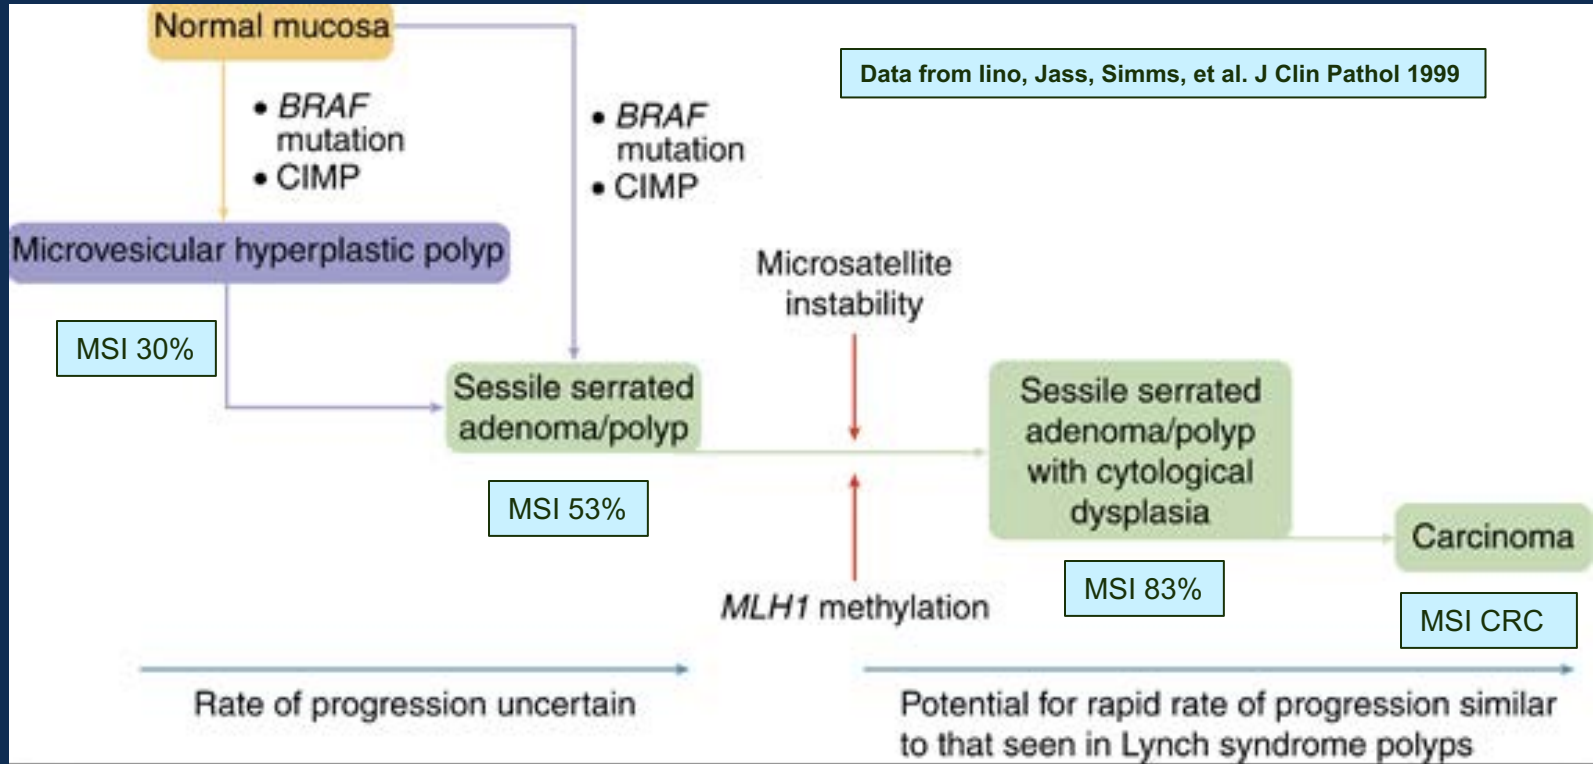 Normal mucosa
Data from Iino, Jass, Simms, et al. J Clin Pathol 1999
• BRAF
mutation
• CIMP
• BRAF
mutation
• CIMP
Microvesicular hyperplastic polyp
MSI 30%
Microsatellite
instability
Sessile serrated
adenoma/polyp
MSI 53%
Sessile serrated
adenoma/polyp
with cytological
dysplasia
MSI 83%
Carcinoma
MSI CRC
MLH1 methylation
Rate of progression uncertain
Potential for rapid rate of progression similar
to that seen in Lynch syndrome polyps